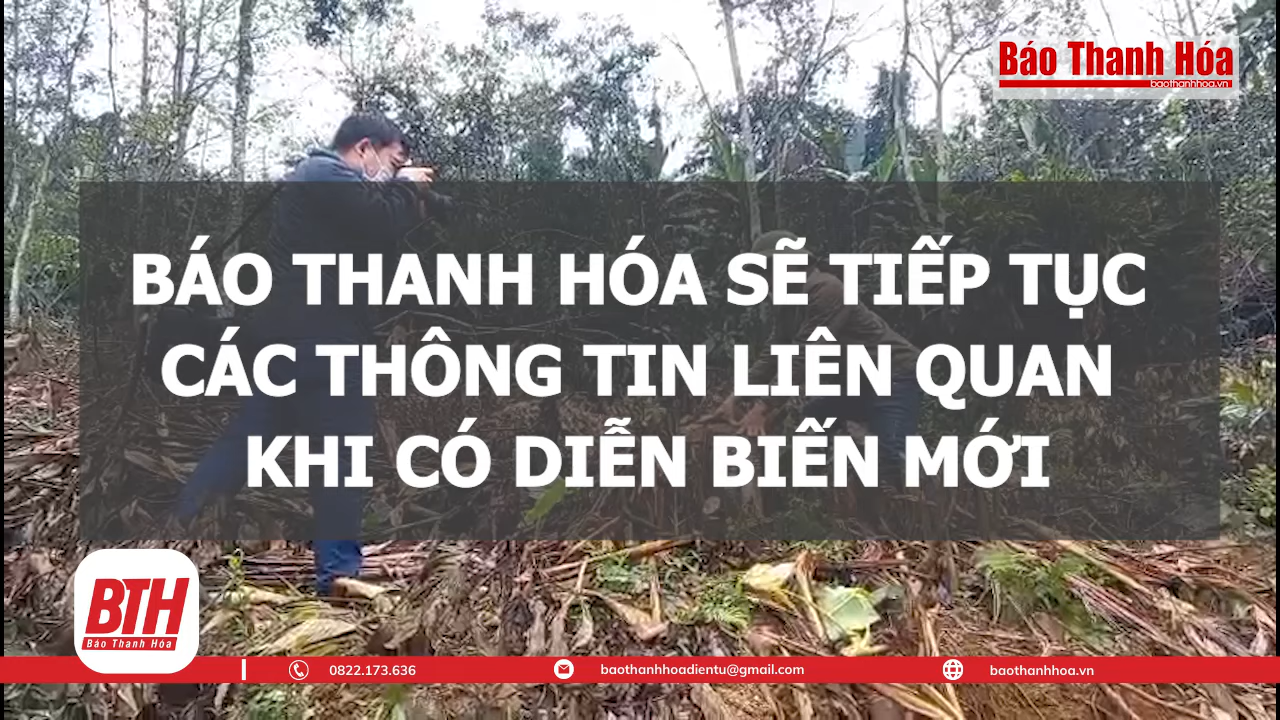 Báo Thanh Hóa
baothanhhoa.vn
BÁO THANH HÓA SẼ TIẾP TỤC
CÁC THÔNG TIN LIÊN QUAN
KHI CÓ DIỄN BIẾN MỚI
BTH
Báo Thanh Hóa
0822.173.636
baothanhhoadientu@gmail.com
baothanhhoa.vn